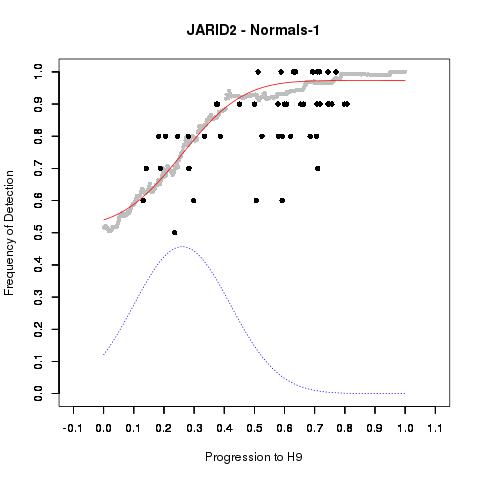 JARID2 - Normals-1
Frequency of Detection
1.0
0.9
0.8
0.7
0.6
0.5
0.4
0.3
0.2
0.1
0.0
-0.1 0.0 0.1 0.2 0.3 0.4 0.5 0.6 0.7 0.8 0.9 1.0 1.1
Progression to H9